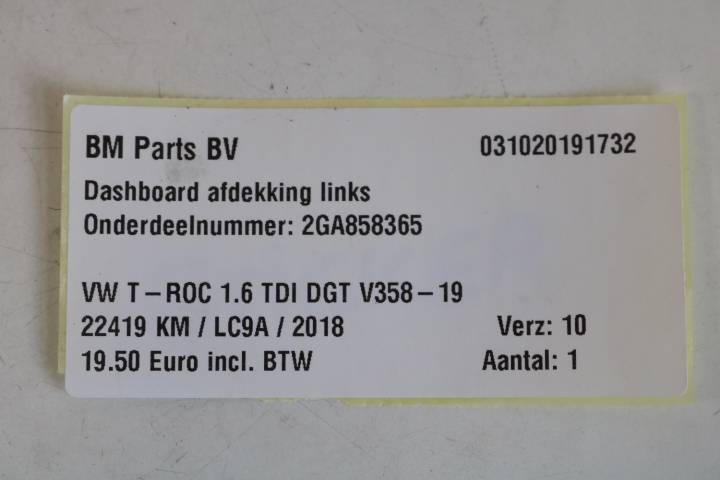 BM Parts BV 031020191732
Dashboard afdekking links
Onderdeelnummer: 2GA858365
VW T-ROC 1.6 TDI DGT V358-19
22419 KM / LC9A / 2018 Verz: 10
19.50 Euro incl. BTW Aantal: 1